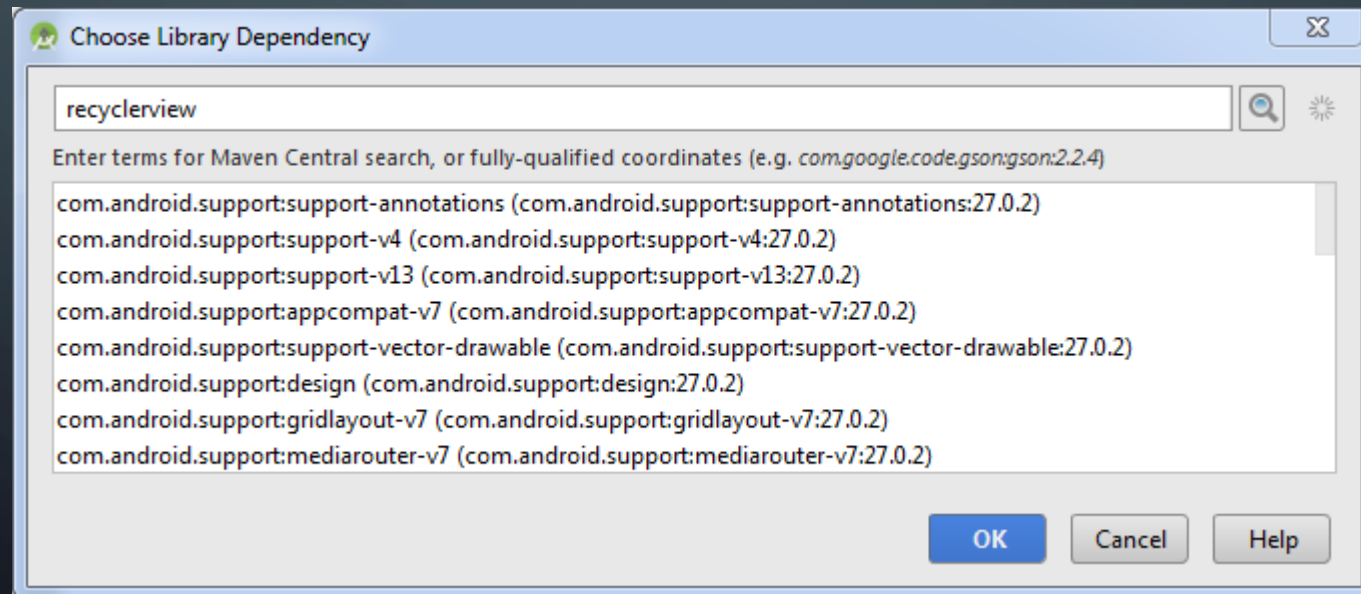 Choose Library Dependency
recyclerview
Enter terms for Maven Central search, or fully-qualified coordinates (e.g. com.google.code.gson:gson:2.2.4)
com.android.support:support-annotations (com.android.support:support-annotations:27.0.2)
com.android.support:support-v4 (com.android.support:support-v4:27.0.2)
com.android.support:support-v13 (com.android.support:support-v13:27.0.2)
com.android.support:appcompat-v7 (com.android.support:appcompat-v7:27.0.2)
com.android.support:support-vector-drawable (com.android.support:support-vector-drawable:27.0.2)
com.android.support:design (com.android.support:design:27.0.2)
com.android.support:gridlayout-v7 (com.android.support:gridlayout-v7:27.0.2)
com.android.support:mediarouter-v7 (com.android.support:mediarouter-v7:27.0.2)
OK Cancel Help